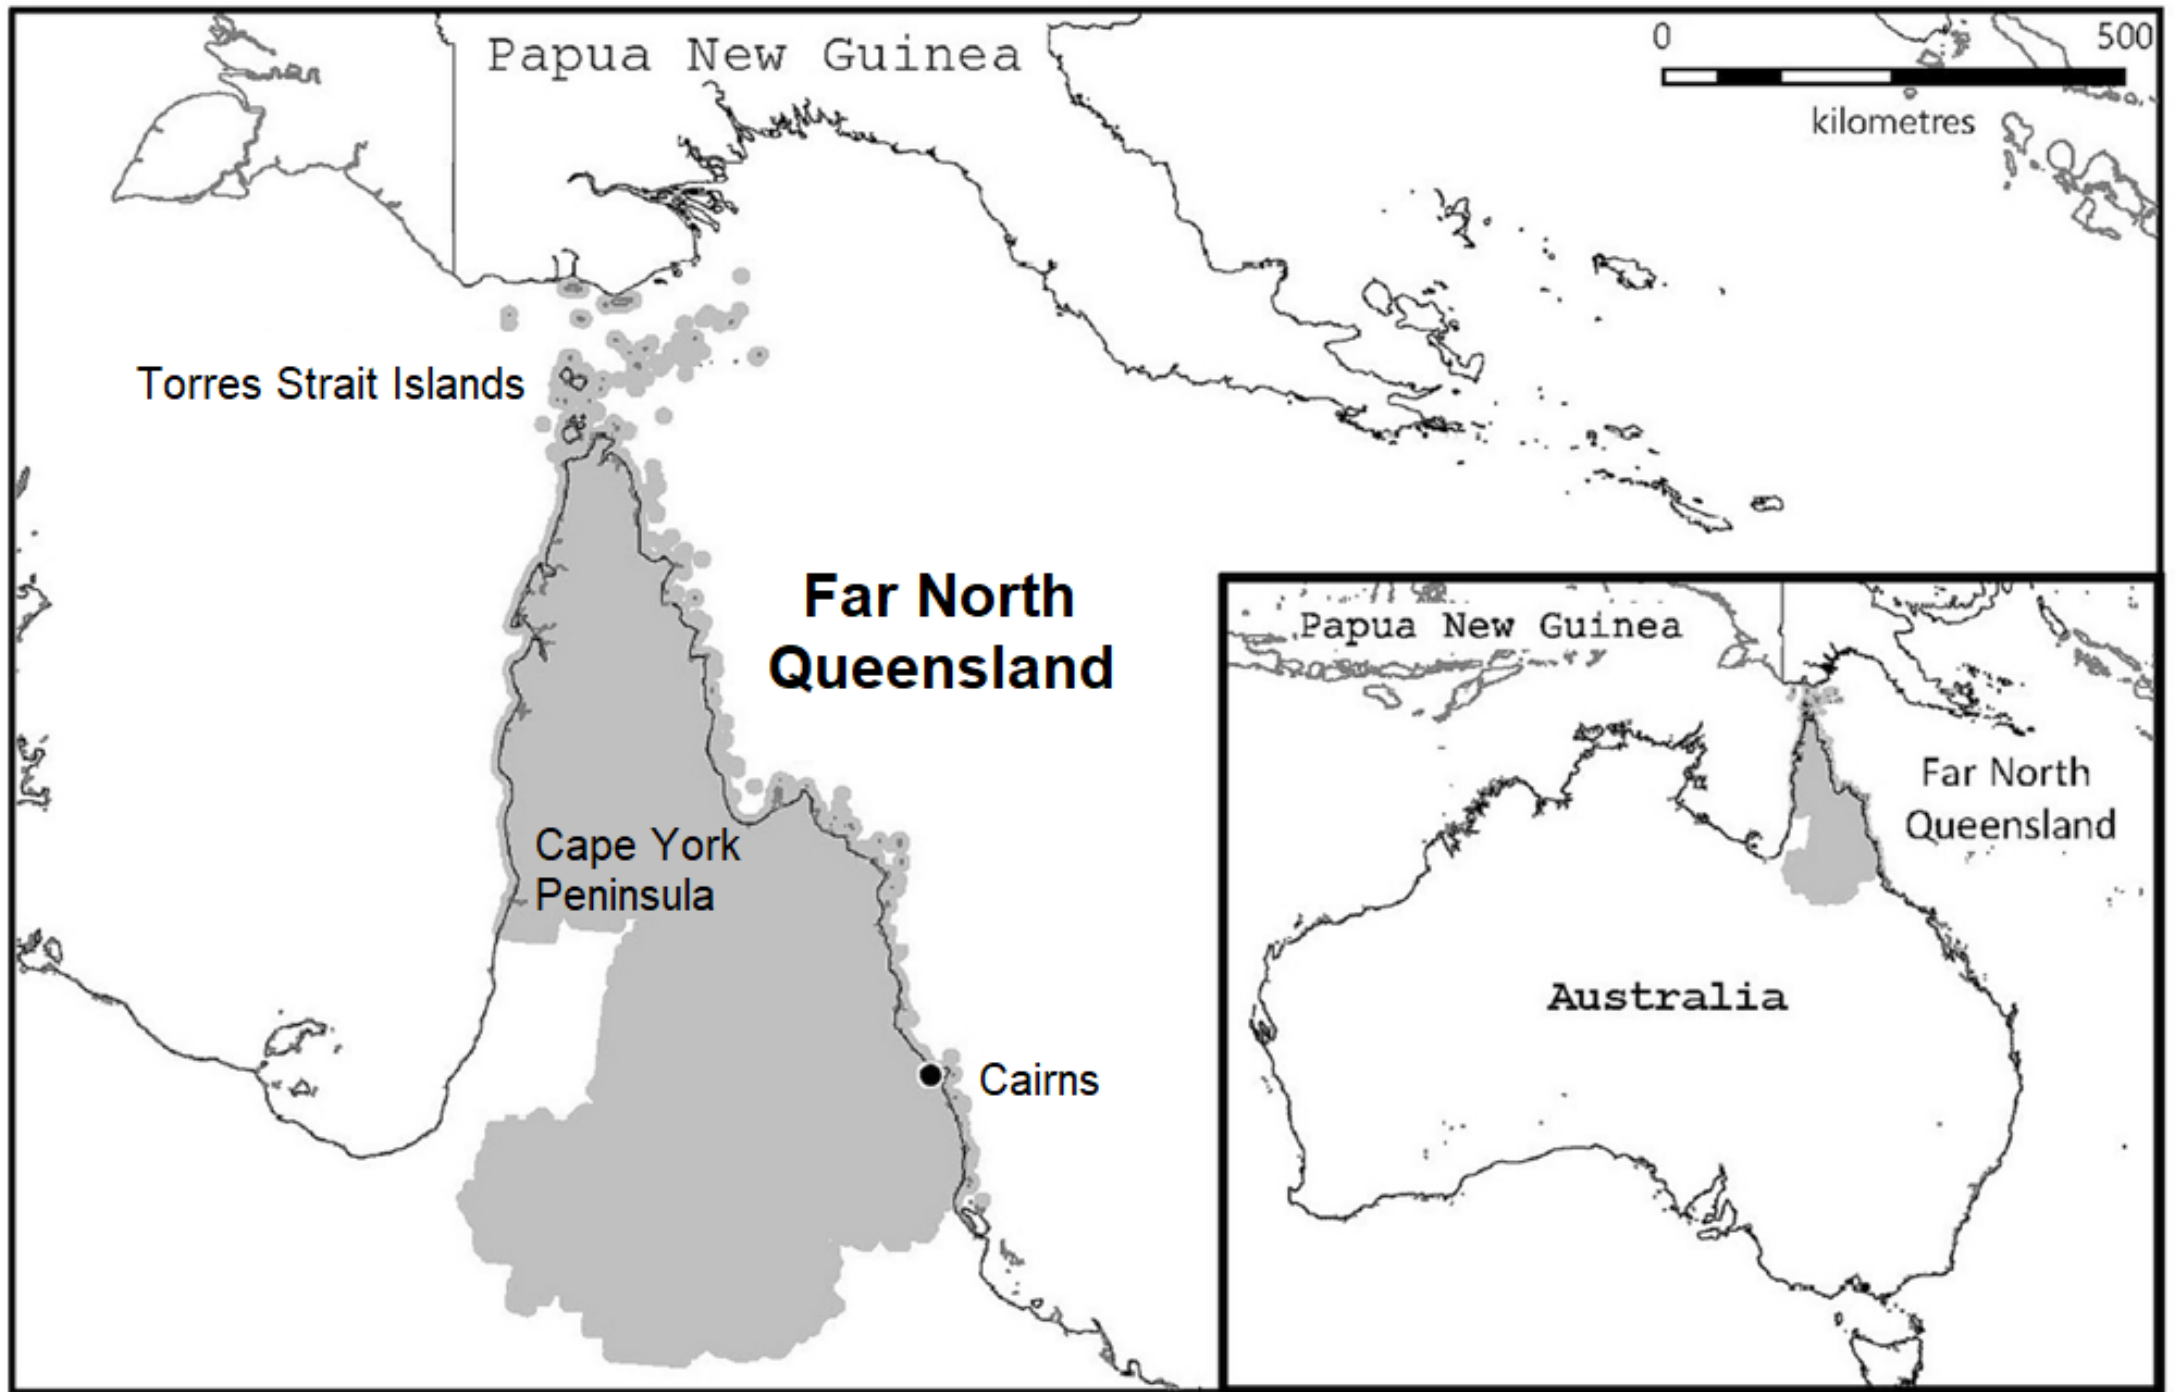 Papua New Guinea
0
500
kilometres
Torres Strait Islands
Far North
Queensland
Cape York
Peninsula
Cairns
Papua New Guinea
Far North
Queensland
Australia